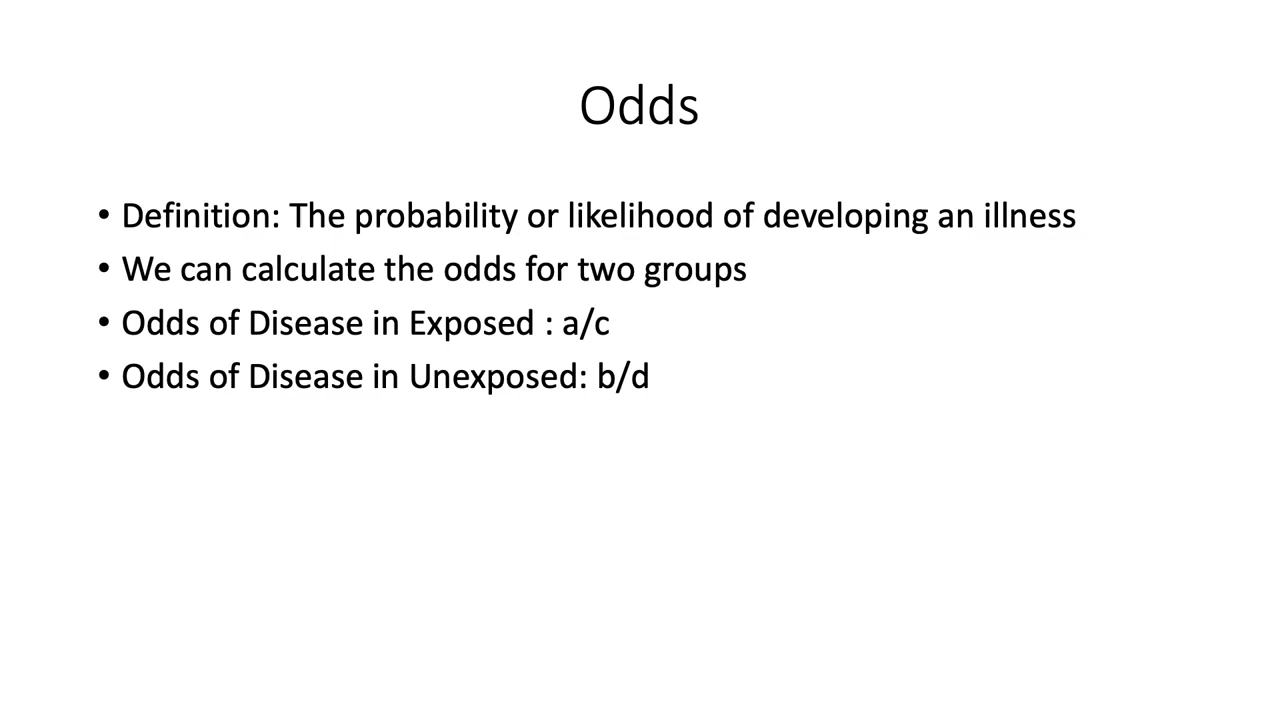 Odds
• Definition: The probability or likelihood of developing an illness
• We can calculate the odds for two groups
• Odds of Disease in Exposed : a/c
• Odds of Disease in Unexposed: b/d